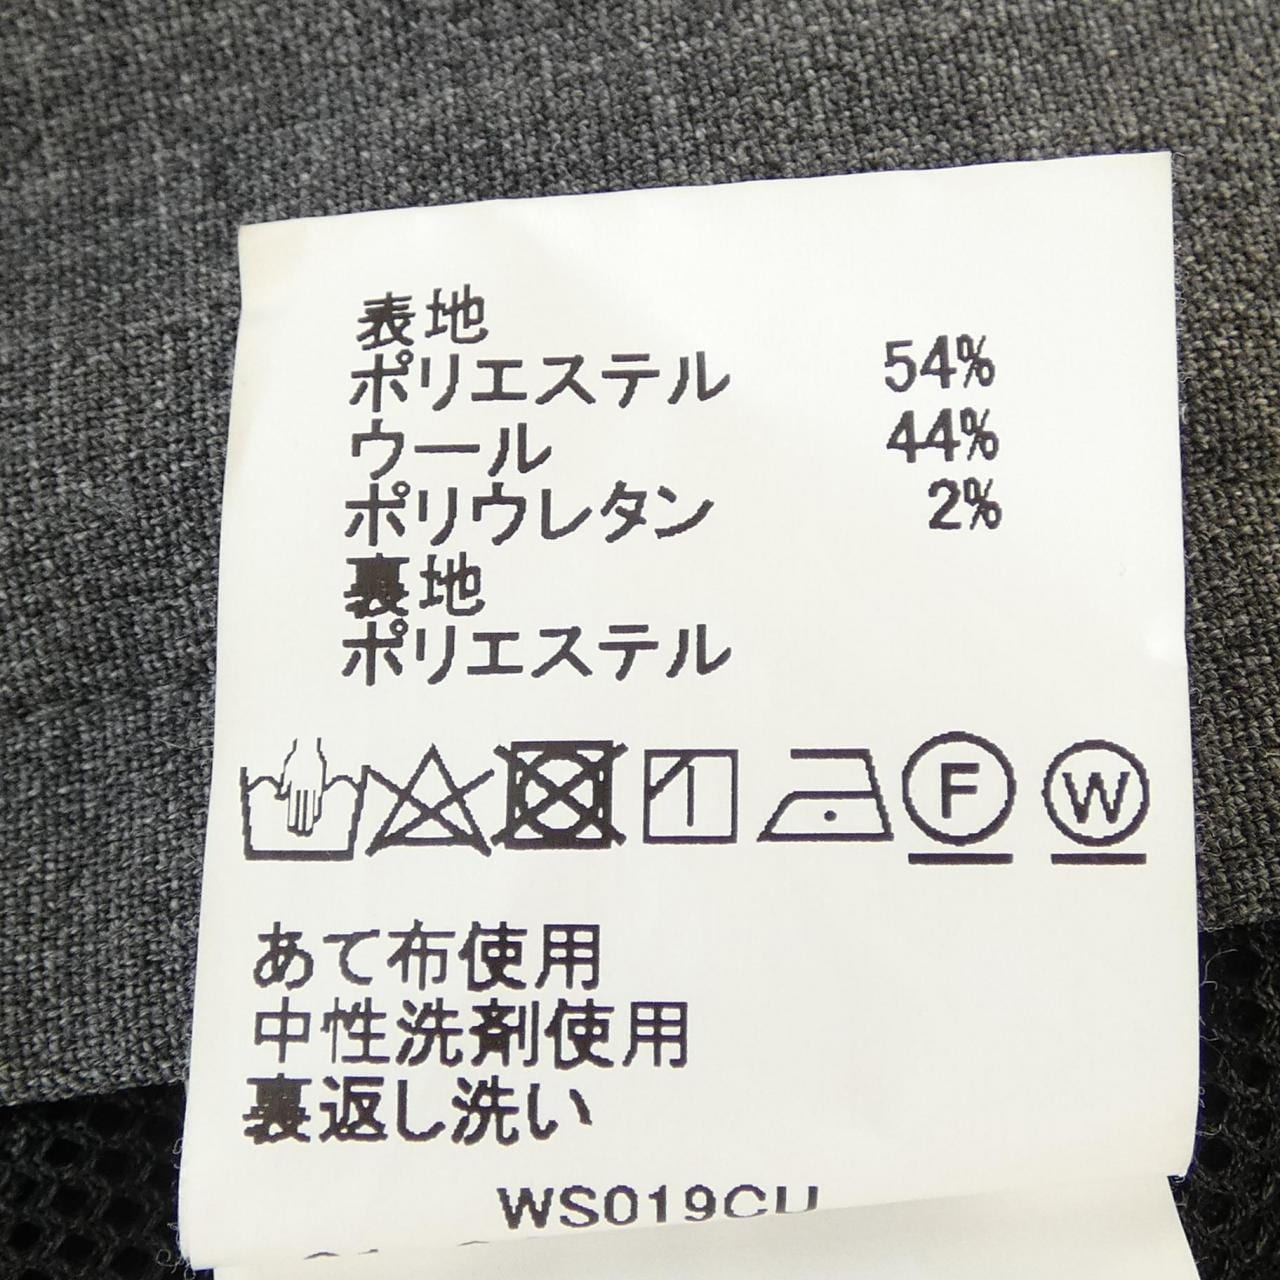 表地
ポリエステル 54%
ウール 44%
ポリウレタン 2%
裏地
ポリエステル
F W
あて布使用
中性洗剤使用
裏返し洗い
WS019CU